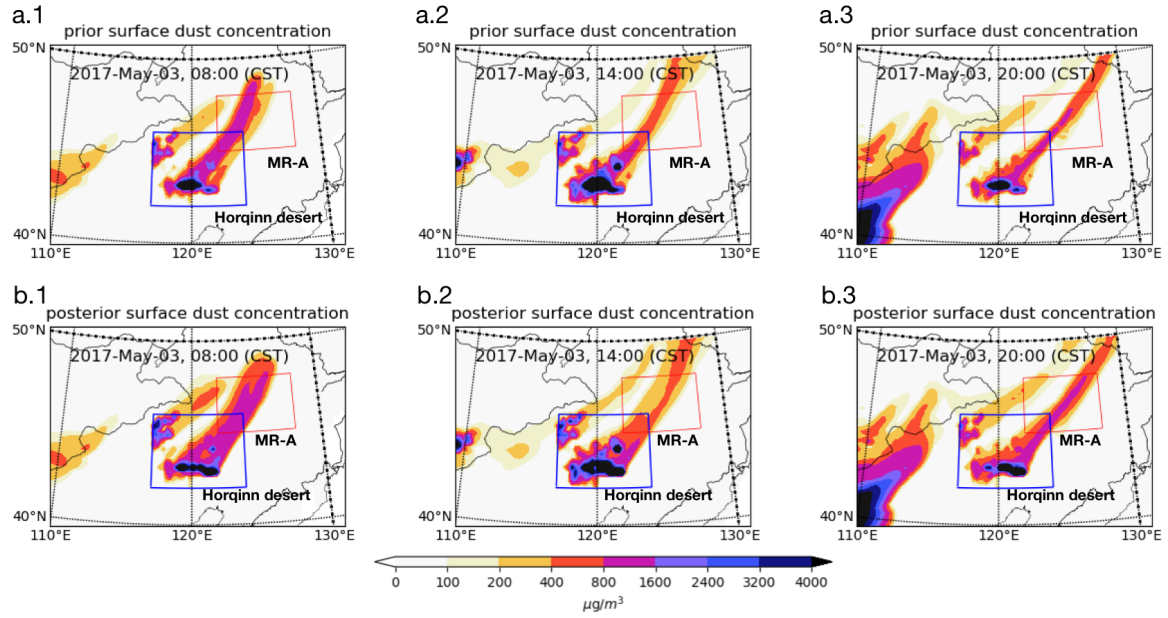 a.1
a.2
a.3
prior surface dust concentration
prior surface dust concentration
prior surface dust concentration
50°N
2017-May-03, 08:00 (CST)
MR-A
Horqinn desert
40°N
110°E
120°E
130°E
50°N
2017-May-03, 14:00 (CST)
MR-A
Horqinn desert
40°N
110°E
120°E
130°E
50°N
2017-May-03, 20:00 (CST)
MR-A
Horqinn desert
40°N
110°E
120°E
130°E
b.1
b.2
b.3
posterior surface dust concentration
posterior surface dust concentration
posterior surface dust concentration
50°N
2017-May-03, 08:00 (CST)
MR-A
Horqinn desert
40°N
110°E
120°E
130°E
50°N
2017-May-03, 14:00 (CST)
MR-A
Horqinn desert
40°N
110°E
120°E
130°E
50°N
2017-May-03, 20:00 (CST)
MR-A
Horqinn desert
40°N
110°E
120°E
130°E
0 100 200 400 800 1600 2400 3200 4000
μg/m³